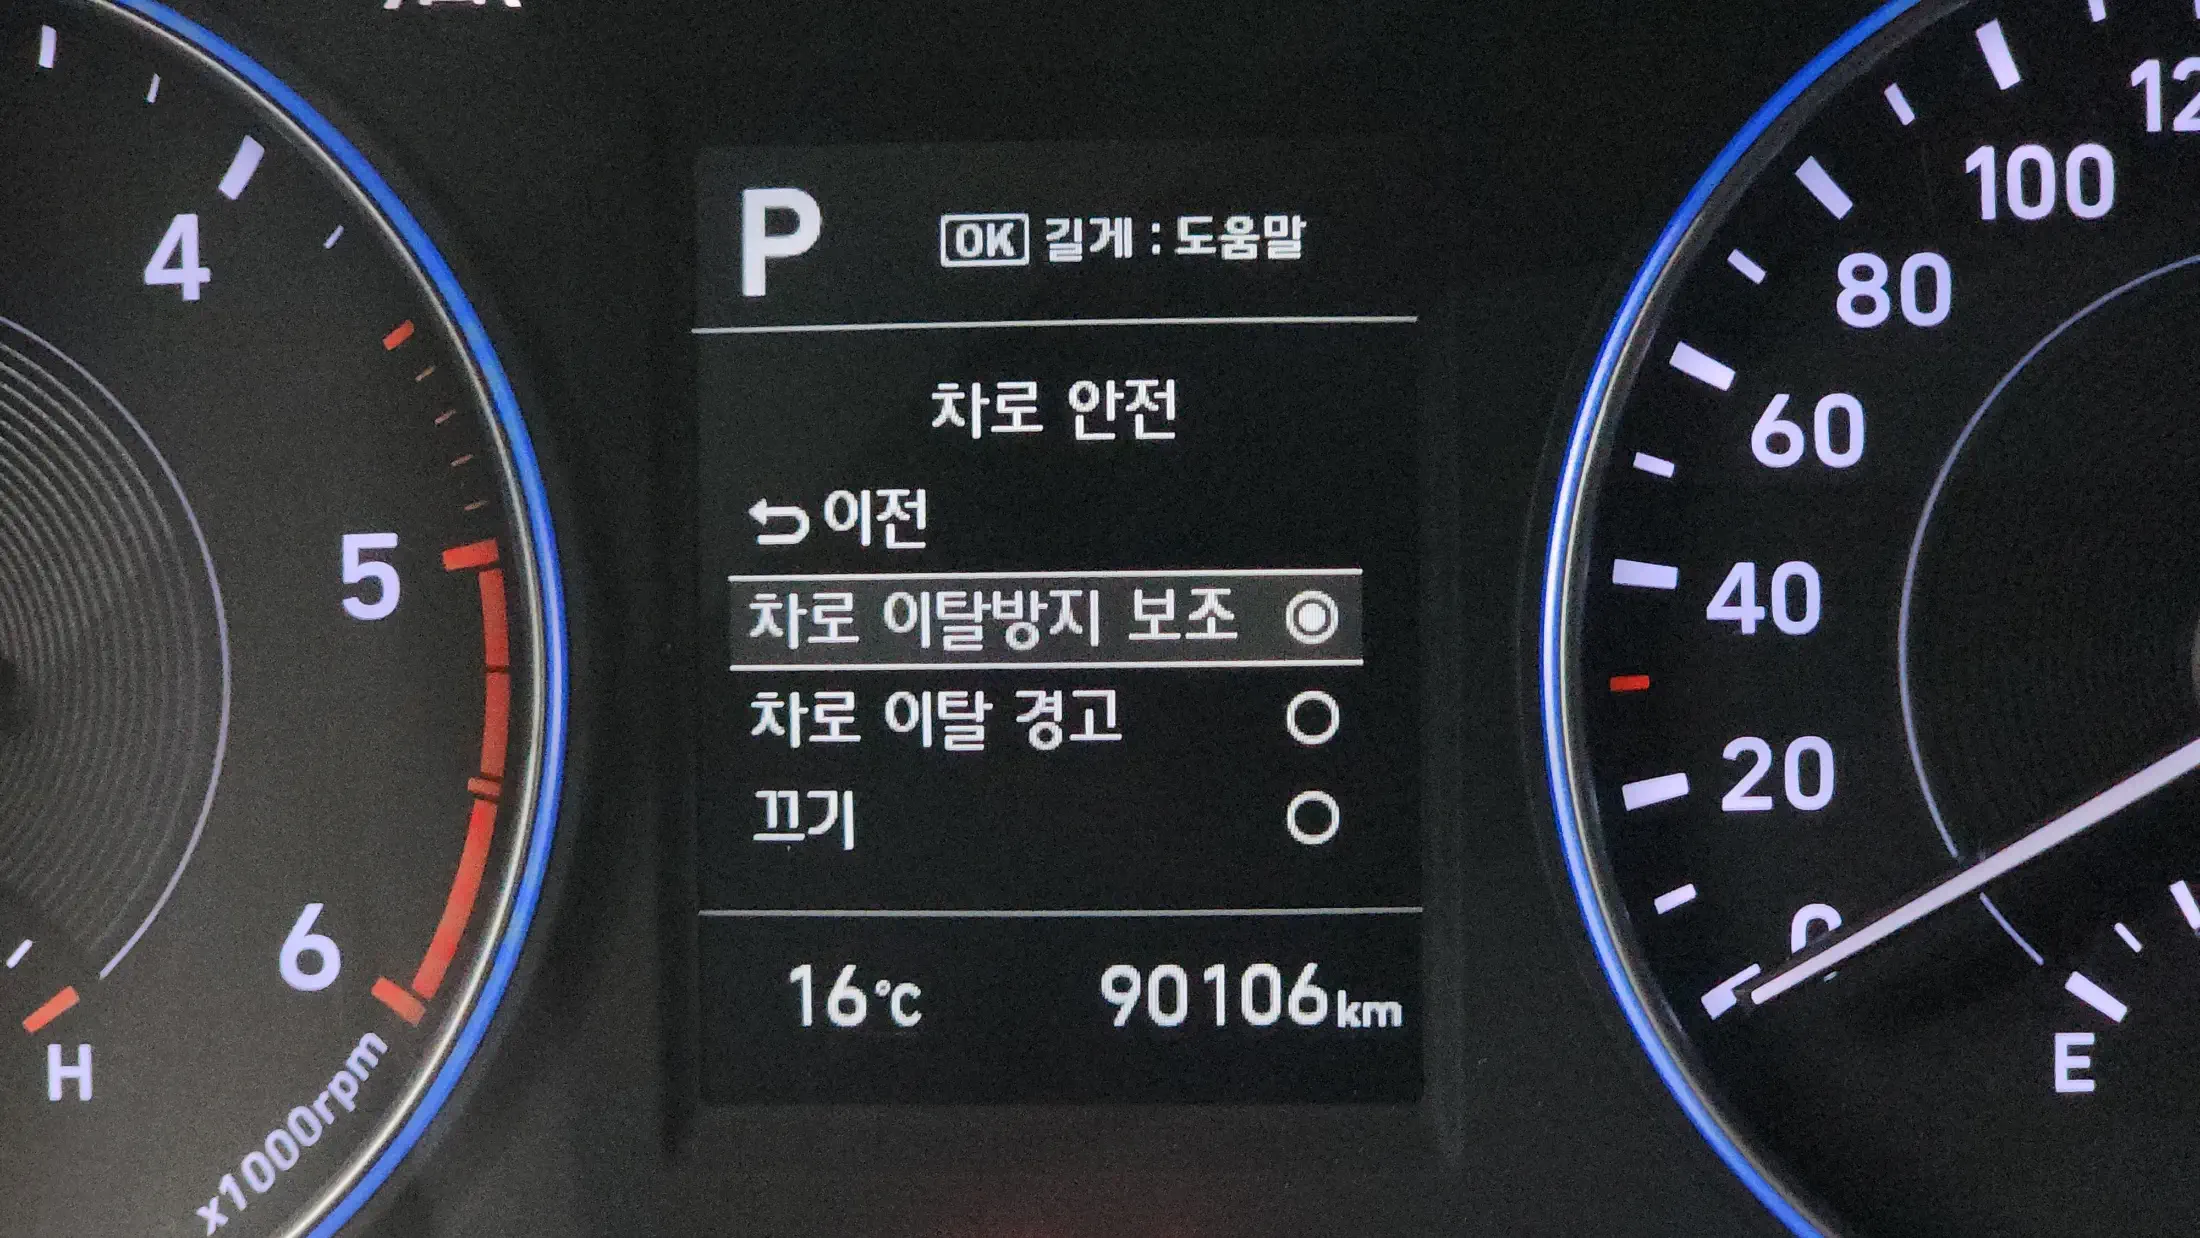 P
OK 길게 : 도움말
차로 안전
이전
차로 이탈방지 보조
차로 이탈 경고
끄기
16°C 90106km
4
5
6
H
x1000rpm
100
80
60
40
20
0
E